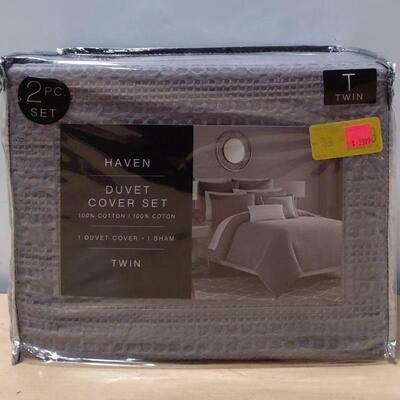 2 PC.
SET
T
TWIN
HAVEN
DUVET
COVER SET
100% COTTON / 100% COTON
1 DUVET COVER - 1 SHAM
TWIN